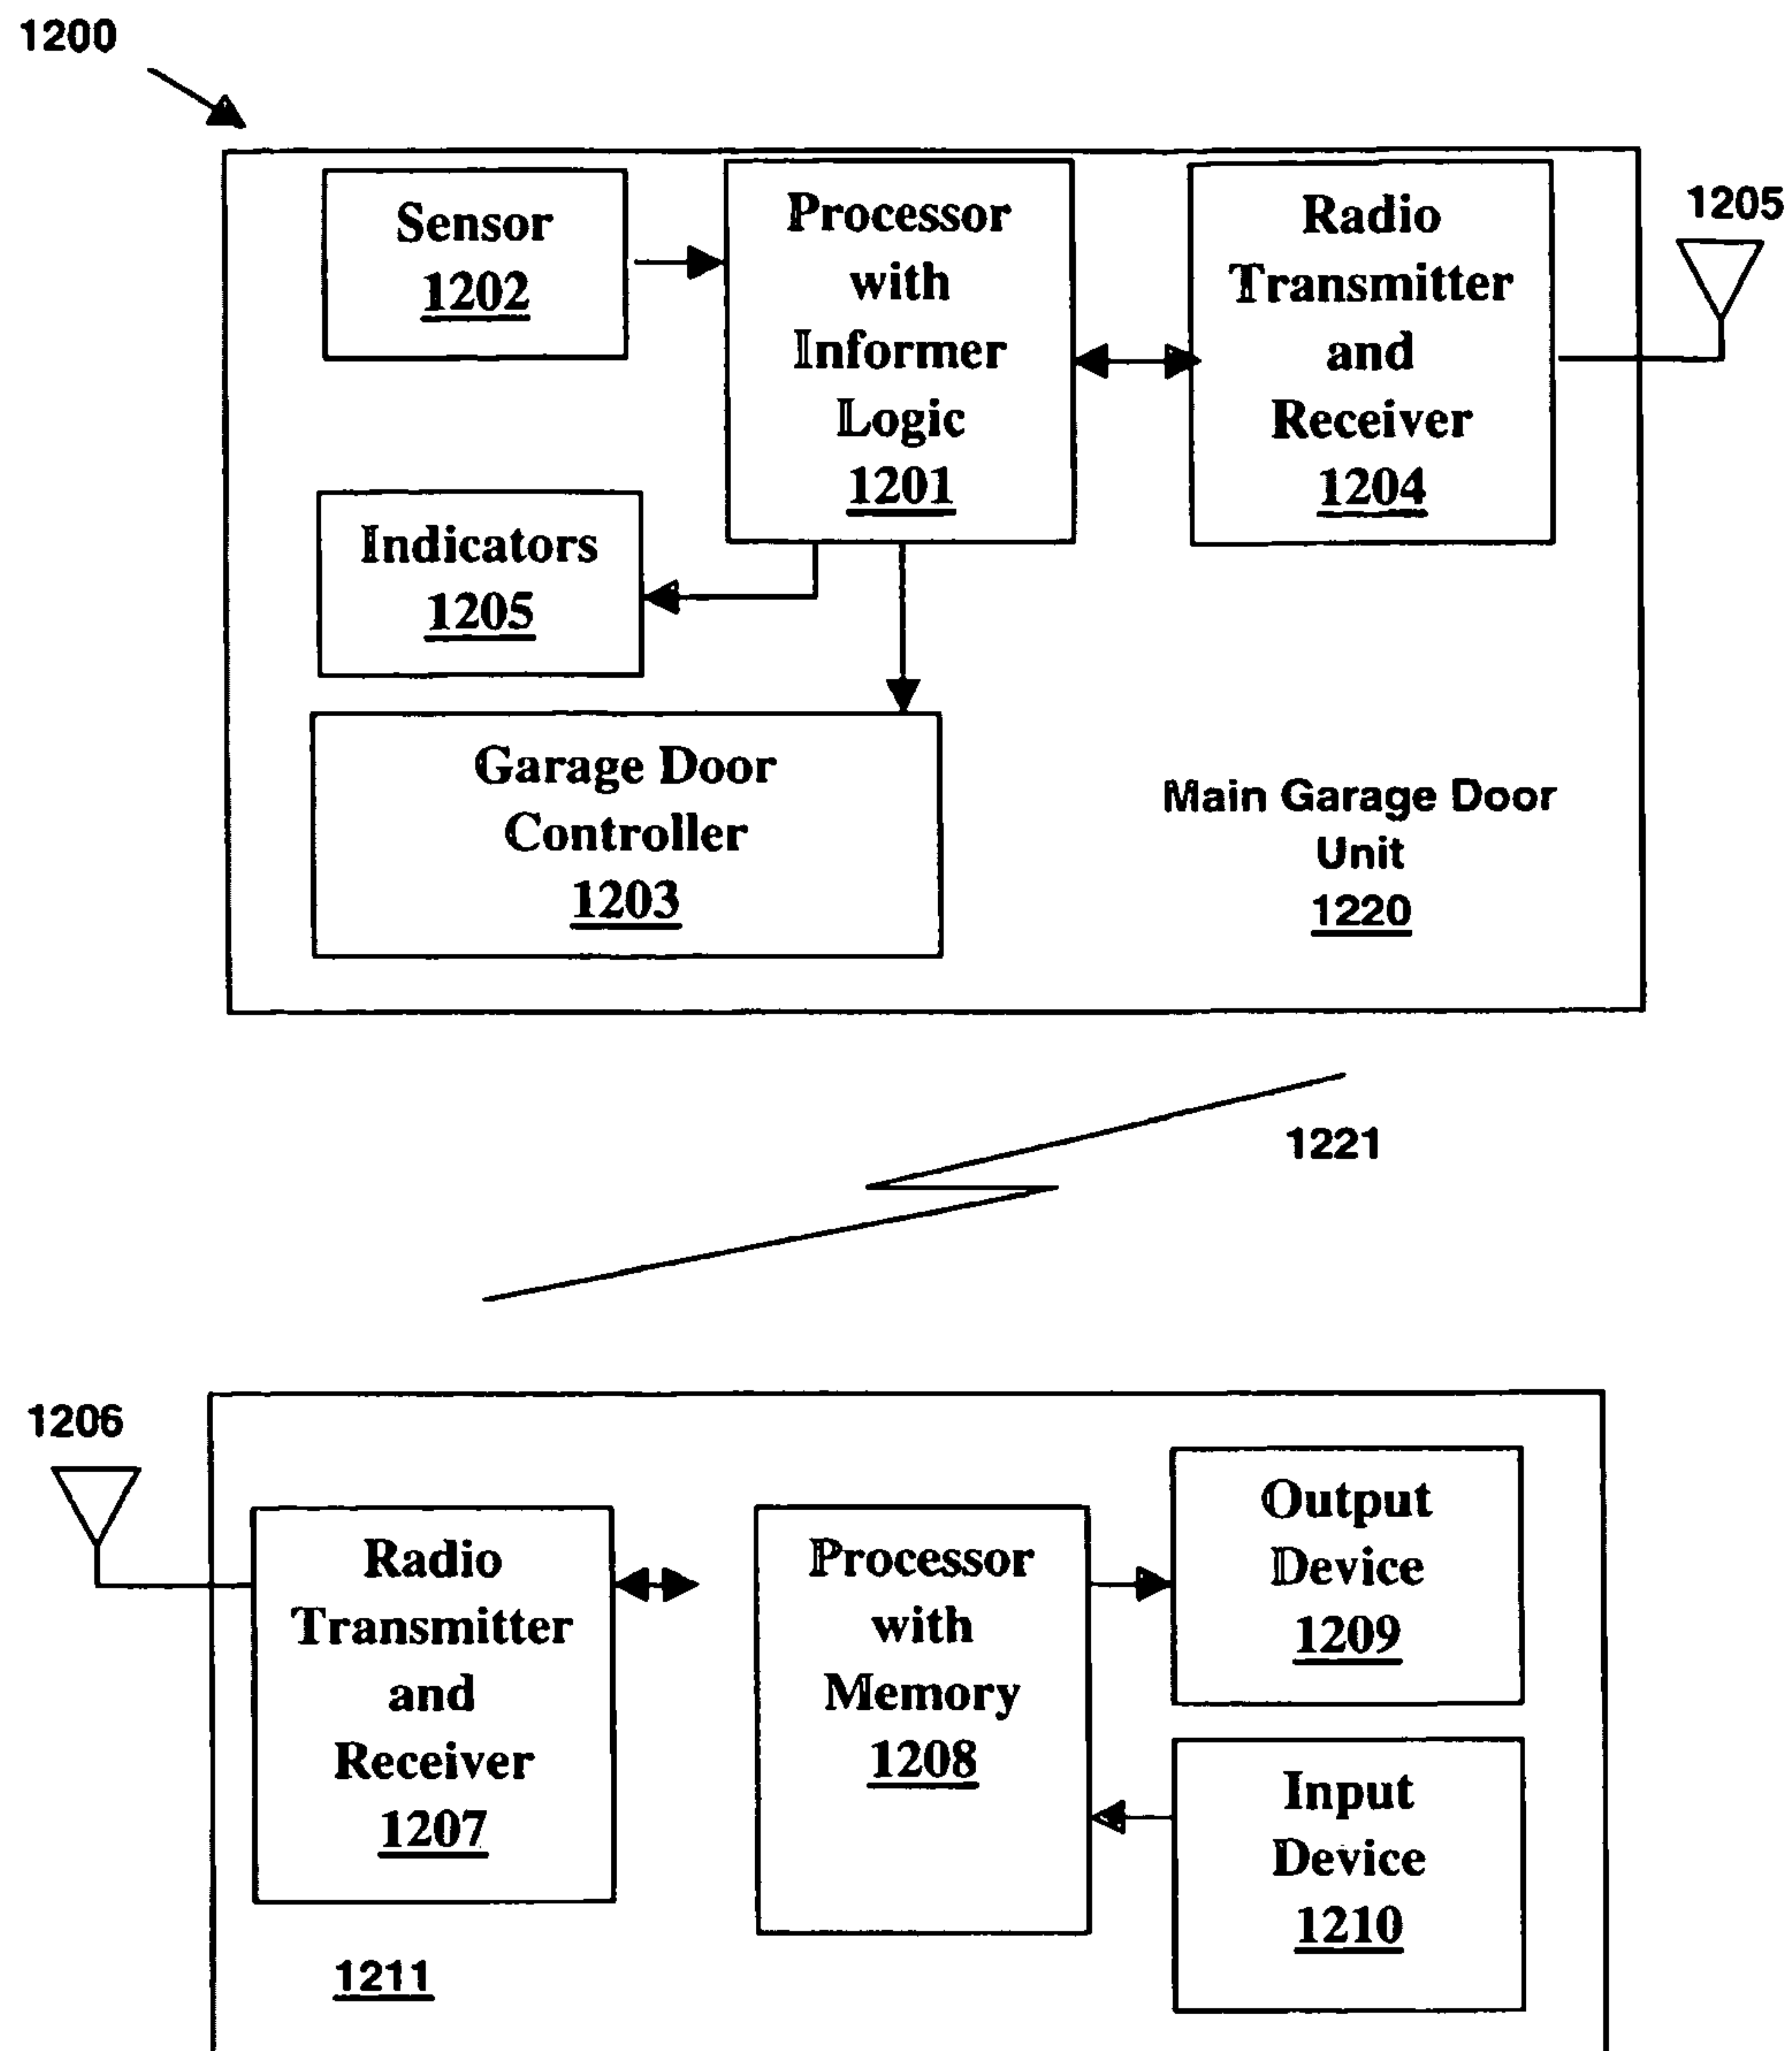 1200
Sensor
1202
Processor
with
Informer
Logic
1201
Radio
Transmitter
and
Receiver
1204
1205
Indicators
1205
Garage Door
Controller
1203
Main Garage Door
Unit
1220
1221
1206
Radio
Transmitter
and
Receiver
1207
Processor
with
Memory
1208
Output
Device
1209
Input
Device
1210
1211